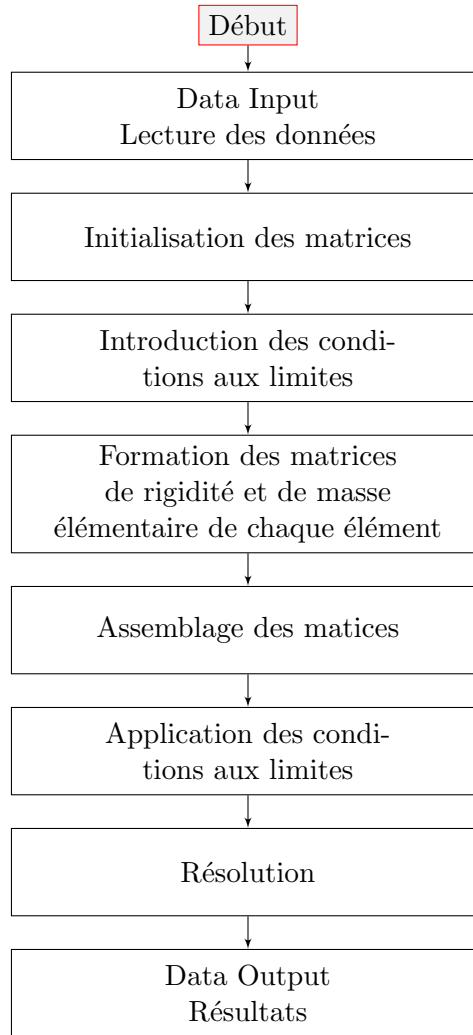 Début
Data Input
Lecture des données
Initialisation des matrices
Introduction des condi-
tions aux limites
Formation des matrices
de rigidité et de masse
élémentaire de chaque élément
Assemblage des matices
Application des condi-
tions aux limites
Résolution
Data Output
Résultats